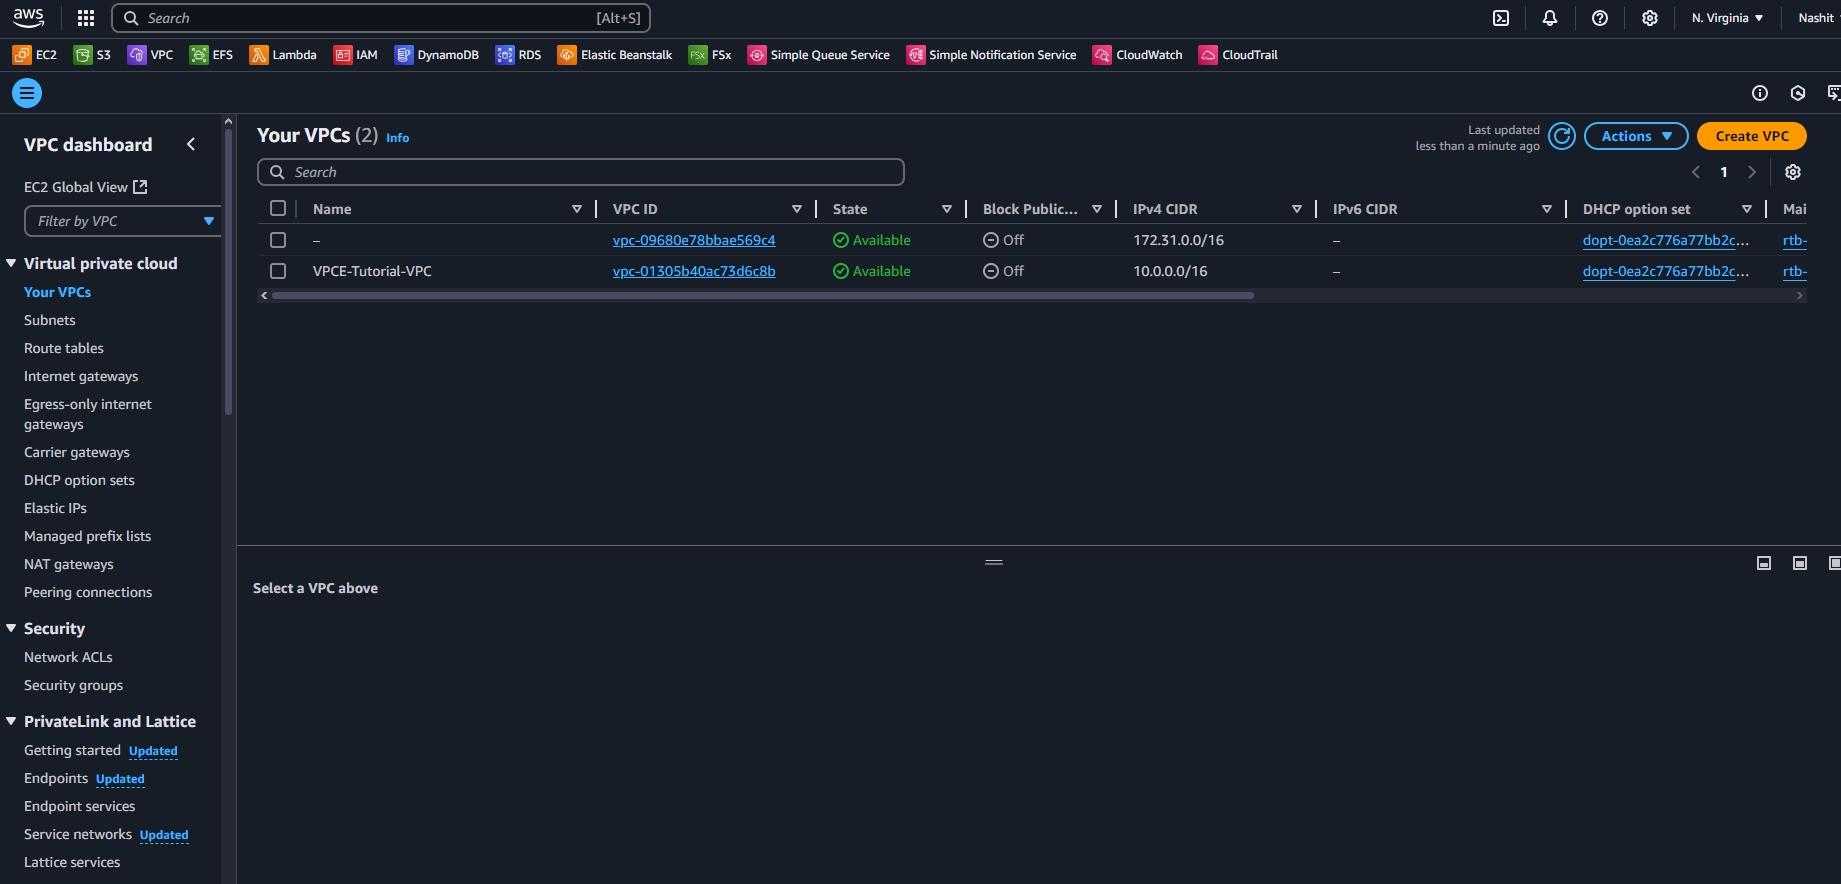 aws
Search [Alt+S]
N. Virginia
Nashit
EC2 S3 VPC EFS Lambda IAM DynamoDB RDS Elastic Beanstalk FSx FSx Simple Queue Service Simple Notification Service CloudWatch CloudTrail
VPC dashboard
EC2 Global View
Filter by VPC
Virtual private cloud
Your VPCs
Subnets
Route tables
Internet gateways
Egress-only internet
gateways
Carrier gateways
DHCP option sets
Elastic IPs
Managed prefix lists
NAT gateways
Peering connections
Security
Network ACLs
Security groups
PrivateLink and Lattice
Getting started Updated
Endpoints Updated
Endpoint services
Service networks Updated
Lattice services
Your VPCs (2) Info
Last updated
less than a minute ago
Actions
Create VPC
Search
1
Name VPC ID State Block Public... IPv4 CIDR IPv6 CIDR DHCP option set Mai
– vpc-09680e78bbae569c4 Available Off 172.31.0.0/16 – dopt-0ea2c776a77bb2c... rtb-
VPCE-Tutorial-VPC vpc-01305b40ac73d6c8b Available Off 10.0.0.0/16 – dopt-0ea2c776a77bb2c... rtb-
Select a VPC above